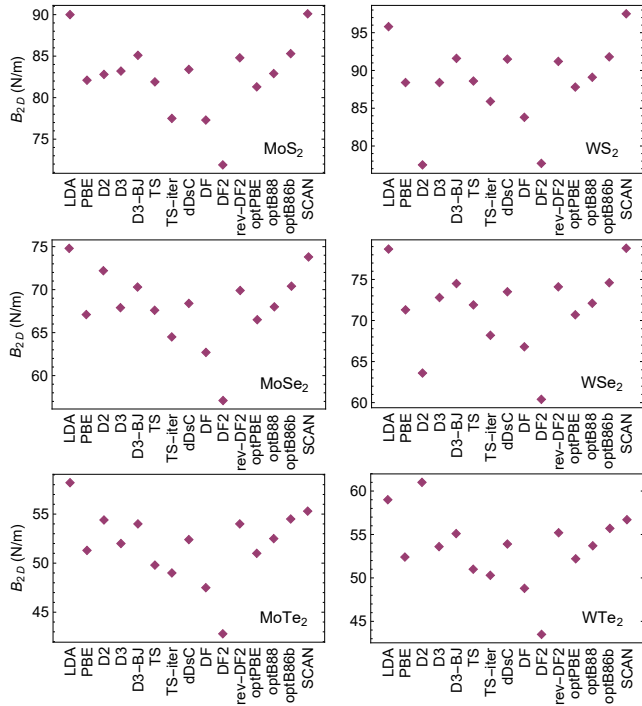 90
85
80
75
B2D (N/m)
MoS2
LDA
PBE
D2
D3
D3-BJ
TS
TS-iter
dDsC
DF
DF2
rev-DF2
optPBE
optB88
optB86b
SCAN
95
90
85
80
WS2
LDA
PBE
D2
D3
D3-BJ
TS
TS-iter
dDsC
DF
DF2
rev-DF2
optPBE
optB88
optB86b
SCAN
75
70
65
60
B2D (N/m)
MoSe2
LDA
PBE
D2
D3
D3-BJ
TS
TS-iter
dDsC
DF
DF2
rev-DF2
optPBE
optB88
optB86b
SCAN
75
70
65
60
WSe2
LDA
PBE
D2
D3
D3-BJ
TS
TS-iter
dDsC
DF
DF2
rev-DF2
optPBE
optB88
optB86b
SCAN
55
50
45
B2D (N/m)
MoTe2
LDA
PBE
D2
D3
D3-BJ
TS
TS-iter
dDsC
DF
DF2
rev-DF2
optPBE
optB88
optB86b
SCAN
60
55
50
45
WTe2
LDA
PBE
D2
D3
D3-BJ
TS
TS-iter
dDsC
DF
DF2
rev-DF2
optPBE
optB88
optB86b
SCAN